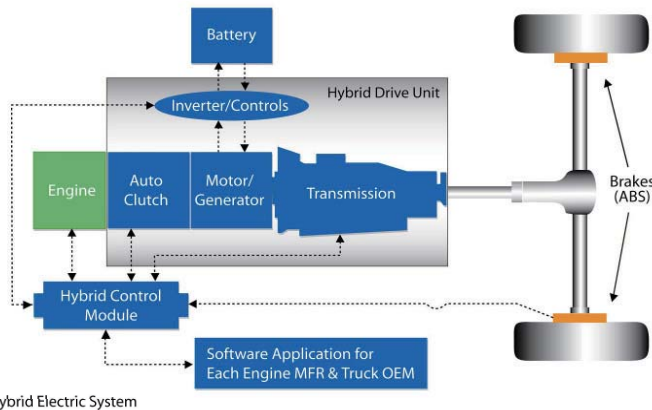 Battery
Hybrid Drive Unit
Inverter/Controls
Engine
Auto
Clutch
Motor/
Generator
Transmission
Brakes
(ABS)
Hybrid Control
Module
Software Application for
Each Engine MFR & Truck OEM
ybrid Electric System